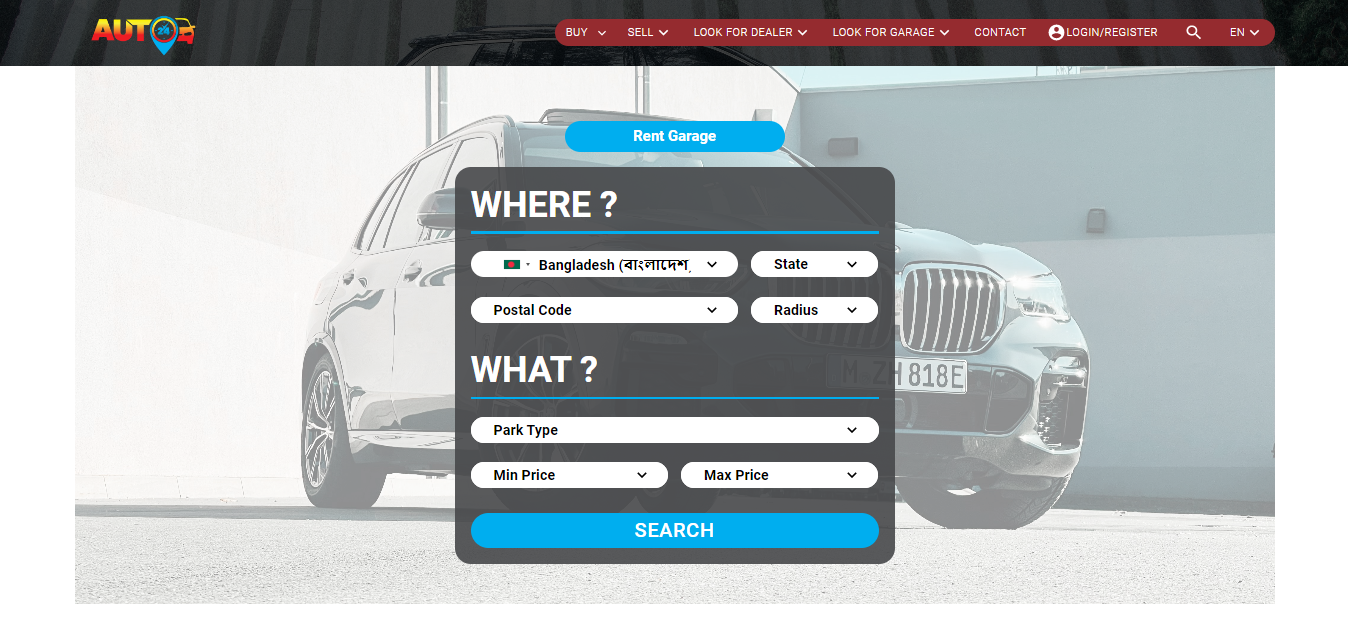 AUTO 24
BUY SELL LOOK FOR DEALER LOOK FOR GARAGE CONTACT LOGIN/REGISTER EN
Rent Garage
WHERE ?
Bangladesh (বাংলাদেশ) State
Postal Code Radius
WHAT ?
M ZH 818E
Park Type
Min Price Max Price
SEARCH